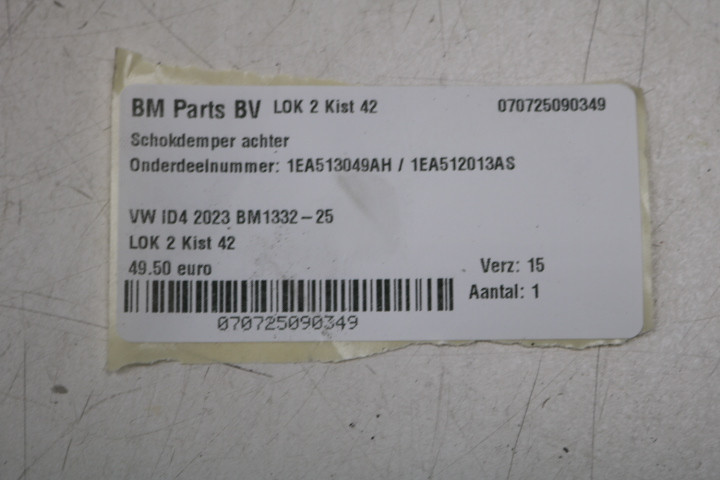 BM Parts BV LOK 2 Kist 42 070725090349
Schokdemper achter
Onderdeelnummer: 1EA513049AH / 1EA512013AS
VW ID4 2023 BM1332-25
LOK 2 Kist 42
49.50 euro Verz: 15
Aantal: 1
070725090349